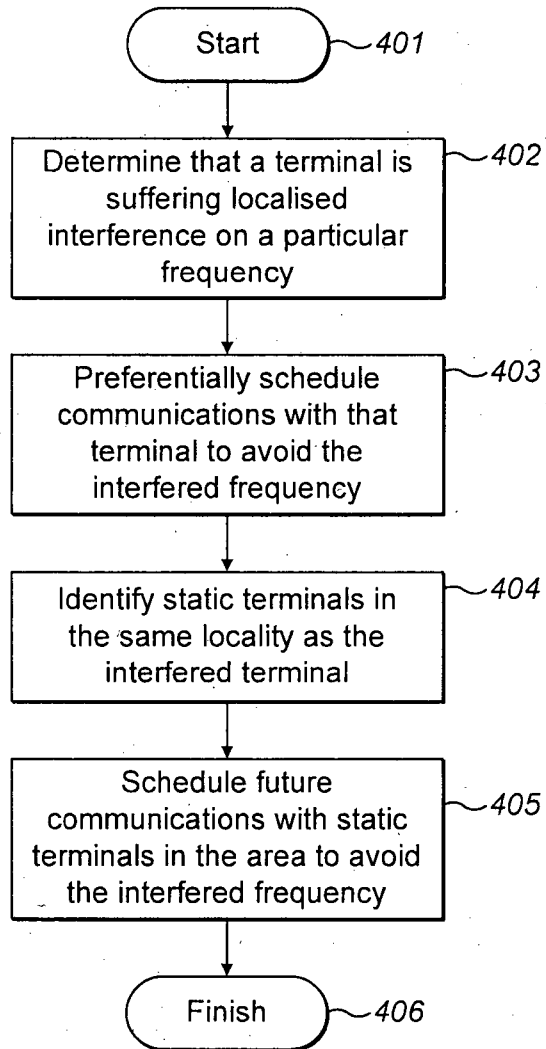 Start
401
Determine that a terminal is
suffering localised
interference on a particular
frequency
402
Preferentially schedule
communications with that
terminal to avoid the
interfered frequency
403
Identify static terminals in
the same locality as the
interfered terminal
404
Schedule future
communications with static
terminals in the area to avoid
the interfered frequency
405
Finish
406